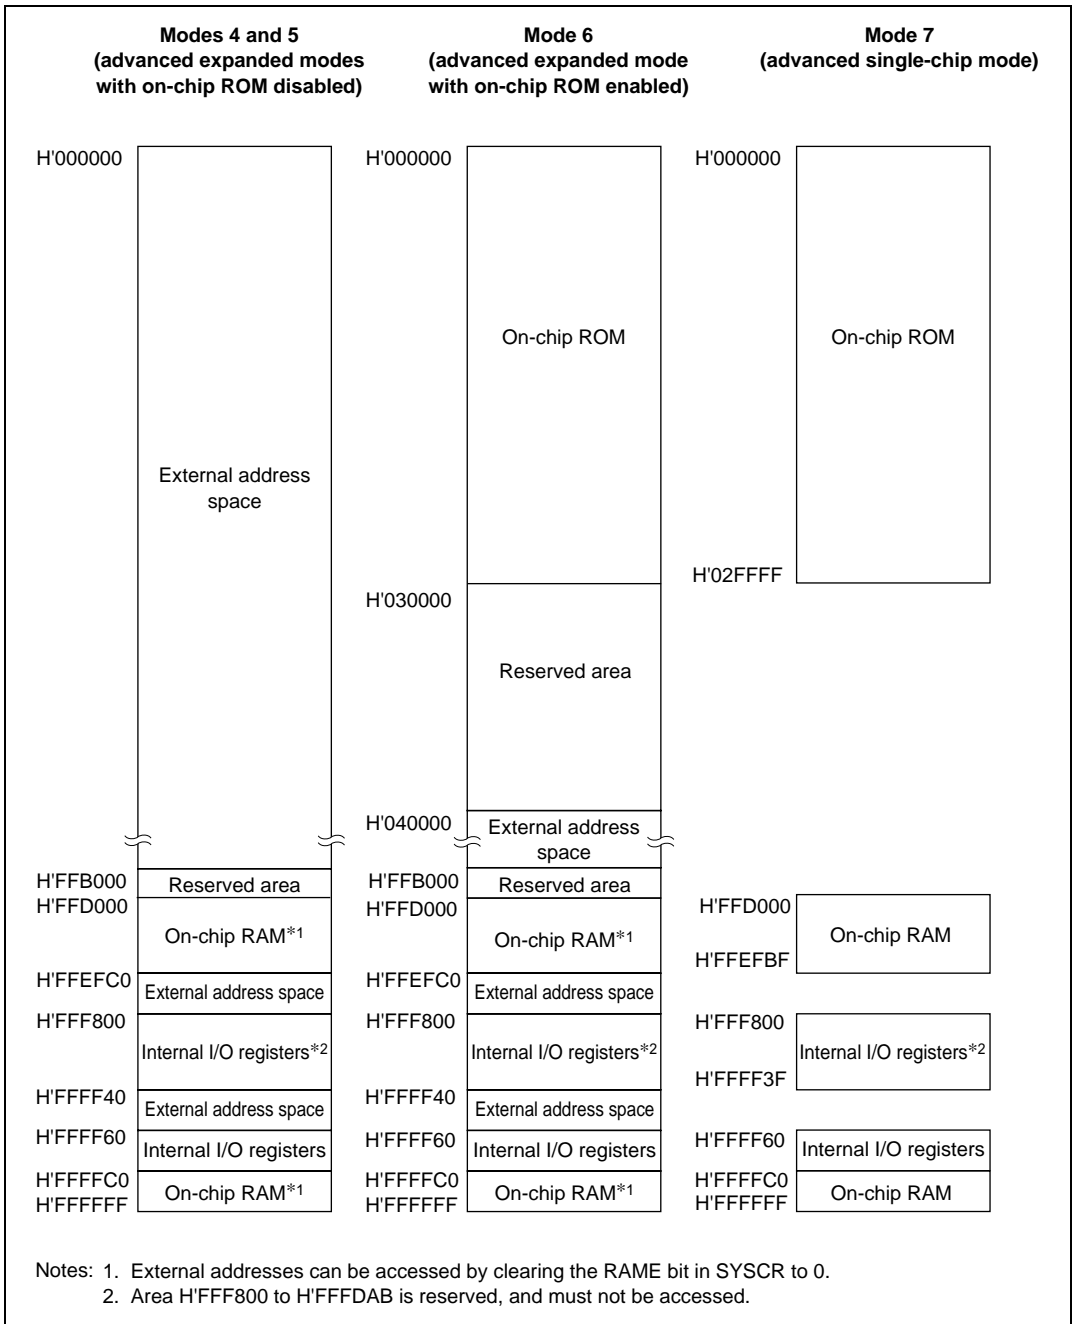 Modes 4 and 5
(advanced expanded modes
with on-chip ROM disabled)
Mode 6
(advanced expanded mode
with on-chip ROM enabled)
Mode 7
(advanced single-chip mode)
H'000000
External address
space
H'FFB000
Reserved area
H'FFD000
On-chip RAM*1
H'FFEFC0
External address space
H'FFF800
Internal I/O registers*2
H'FFFF40
External address space
H'FFFF60
Internal I/O registers
H'FFFFC0
On-chip RAM*1
H'FFFFFF
H'000000
On-chip ROM
H'030000
Reserved area
H'040000
External address
space
H'FFB000
Reserved area
H'FFD000
On-chip RAM*1
H'FFEFC0
External address space
H'FFF800
Internal I/O registers*2
H'FFFF40
External address space
H'FFFF60
Internal I/O registers
H'FFFFC0
On-chip RAM*1
H'FFFFFF
H'000000
On-chip ROM
H'02FFFF
H'FFD000
On-chip RAM
H'FFEFBF
H'FFF800
Internal I/O registers*2
H'FFFF3F
H'FFFF60
Internal I/O registers
H'FFFFC0
On-chip RAM
H'FFFFFF
Notes: 1. External addresses can be accessed by clearing the RAME bit in SYSCR to 0.
2. Area H'FFF800 to H'FFFDAB is reserved, and must not be accessed.